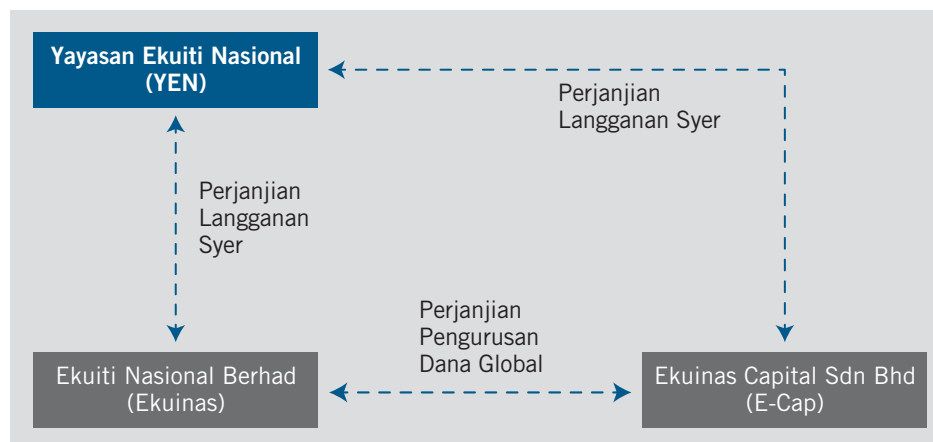 Yayasan Ekuiti Nasional
(YEN)
Perjanjian
Langganan Syer
Perjanjian
Langganan
Syer
Perjanjian
Pengurusan
Dana Global
Ekuiti Nasional Berhad
(Ekuinas)
Ekuinas Capital Sdn Bhd
(E-Cap)